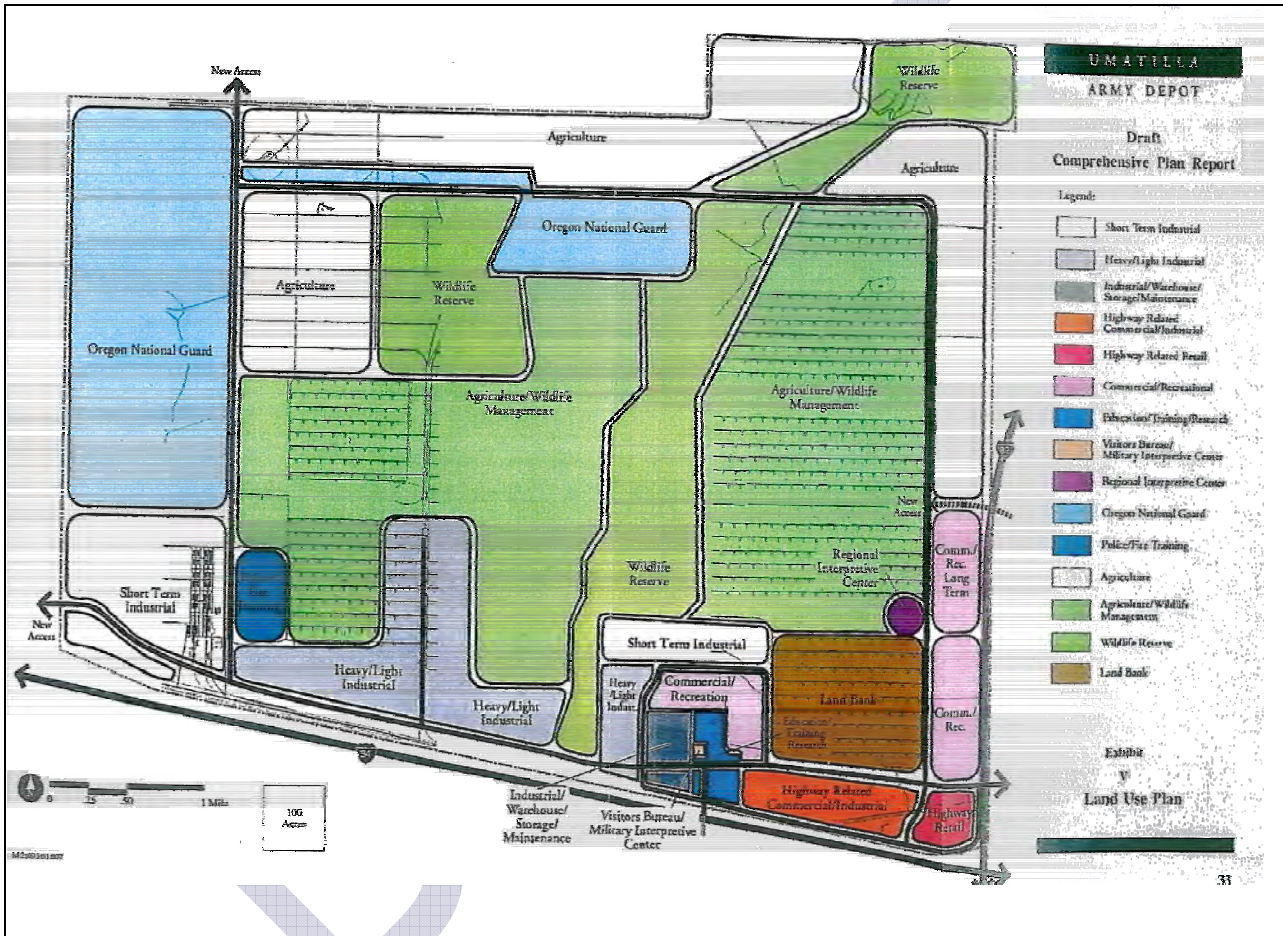 UMATILLA
ARMY DEPOT
Draft
Comprehensive Plan Report
Legend:
Short Term Industrial
Heavy/Light Industrial
Industrial/Warehouse/
Storage/Maintenance
Highway Related
Commercial/Industrial
Highway Related Retail
Commercial/Recreational
Education/Training/Research
Visitors Bureau/
Military Interpretive Center
Regional Interpretive Center
Oregon National Guard
Police/Fire Training
Agriculture
Agriculture/Wildlife
Management
Wildlife Reserve
Land Bank
Exhibit
Land Use Plan
33
New Access
Wildlife
Reserve
Agriculture
Agriculture
Oregon National Guard
Agriculture
Wildlife
Reserve
Oregon National Guard
Agriculture/Wildlife
Management
Agriculture/Wildlife
Management
New
Access
Regional
Interpretive
Center
Comm./
Rec.
Long
Term
Wildlife
Reserve
Short Term
Industrial
New
Access
Short Term Industrial
Heavy/Light
Industrial
Heavy
/Light
Commercial/
Recreation
Land Bank
Heavy/Light
Industrial
Comm./
Rec.
Education/
Training
Research
Highway Related
Commercial/Industrial
Highway
Retail
Industrial/
Warehouse/
Storage/
Maintenance
Visitors Bureau/
Military Interpretive
Center
0 .25 .50 1 Mile
100
Acres